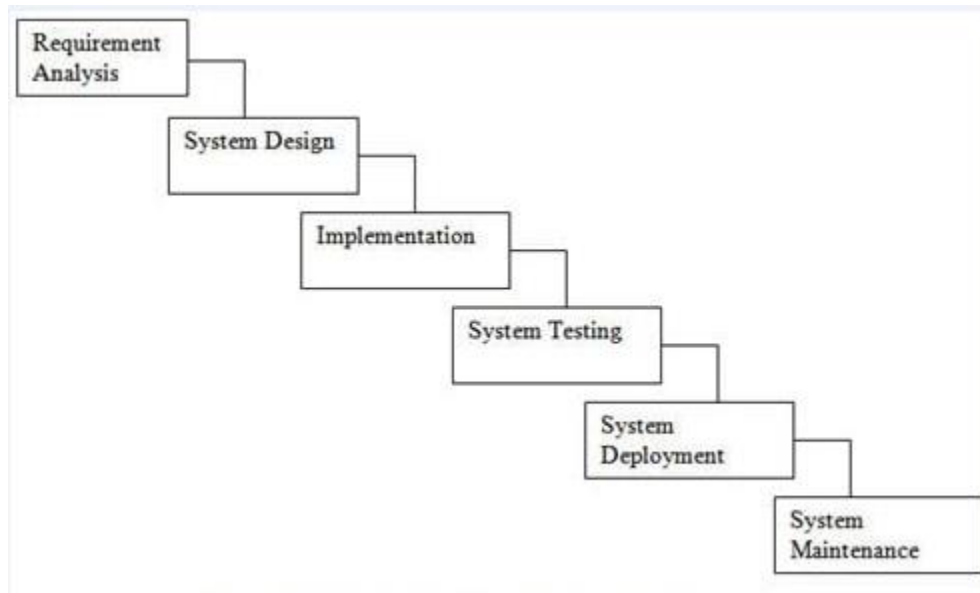 Requirement
Analysis
System Design
Implementation
System Testing
System
Deployment
System
Maintenance